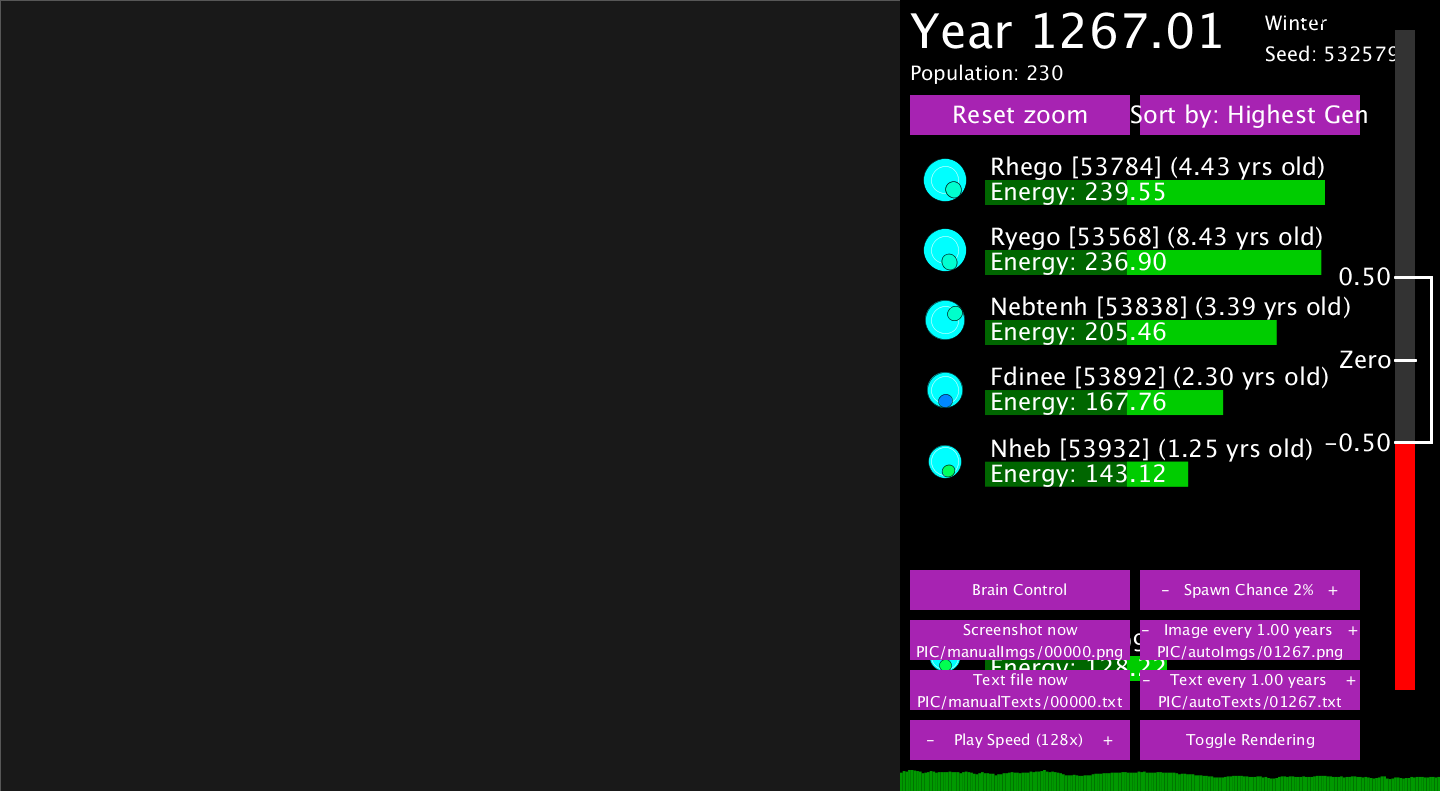 Year 1267.01
Winter
Seed: 532579
Population: 230
Reset zoom
Sort by: Highest Gen
Rhego [53784] (4.43 yrs old)
Energy: 239.55
Ryego [53568] (8.43 yrs old)
Energy: 236.90
0.50
Nebtenh [53838] (3.39 yrs old)
Energy: 205.46
Zero
Fdinee [53892] (2.30 yrs old)
Energy: 167.76
-0.50
Nheb [53932] (1.25 yrs old)
Energy: 143.12
Brain Control
- Spawn Chance 2% +
Screenshot now
PIC/manualImgs/00000.png
- Image every 1.00 years +
PIC/autoImgs/01267.png
Energy: 128.22
Text file now
PIC/manualTexts/00000.txt
- Text every 1.00 years +
PIC/autoTexts/01267.txt
- Play Speed (128x) +
Toggle Rendering